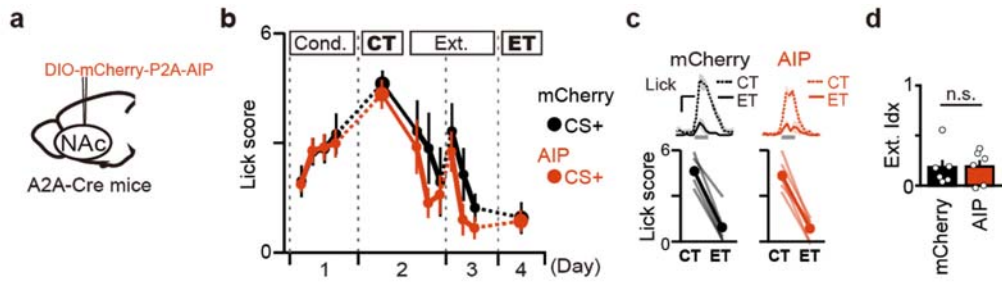 a
DIO-mCherry-P2A-AIP
NAc
A2A-Cre mice
b
Cond. CT Ext. ET
6
Lick score
0
1 2 3 4 (Day)
mCherry
CS+
AIP
CS+
c
mCherry AIP
Lick CT CT
ET ET
6
Lick score
0
CT ET CT ET
d
1
n.s.
Ext. Idx
0
mCherry
AIP